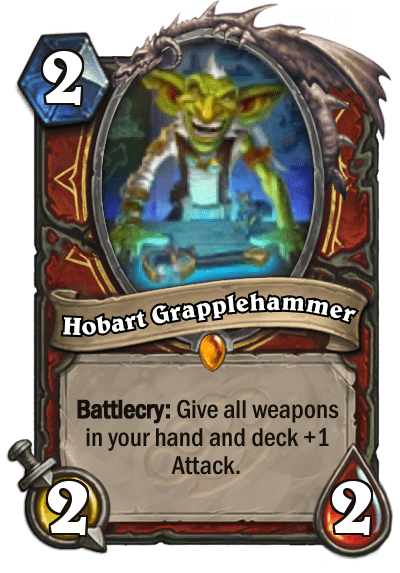 2
Hobart Grapplehammer
Battlecry: Give all weapons
in your hand and deck +1
Attack.
2
2